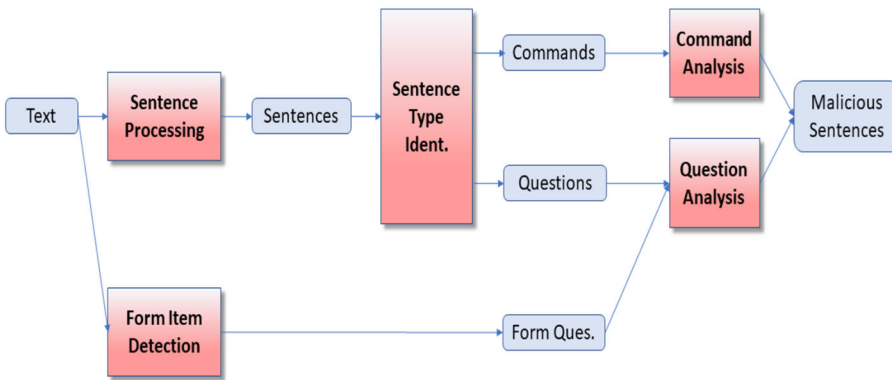 Text
Sentence
Processing
Sentences
Sentence
Type
Ident.
Commands
Questions
Command
Analysis
Question
Analysis
Malicious
Sentences
Form Item
Detection
Form Ques.